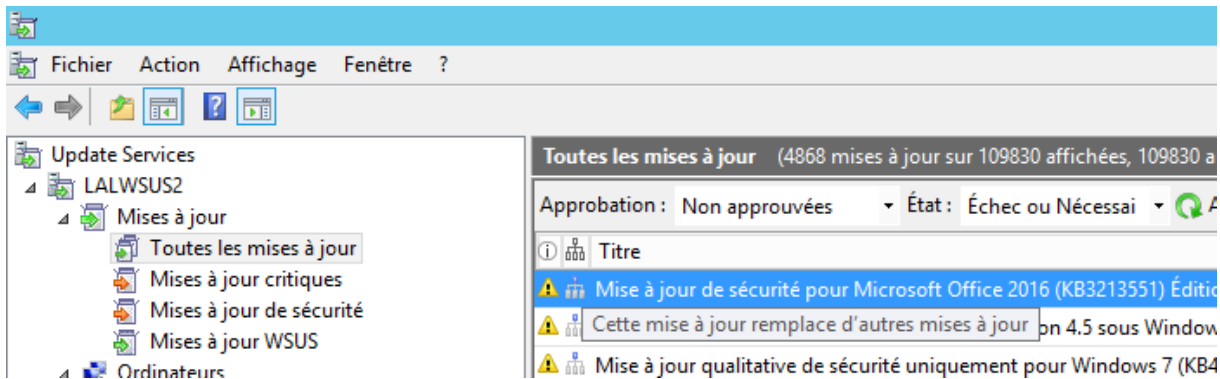 Fichier Action Affichage Fenêtre ?
Update Services
LALWSUS2
Mises à jour
Toutes les mises à jour
Mises à jour critiques
Mises à jour de sécurité
Mises à jour WSUS
Ordinateurs
Toutes les mises à jour (4868 mises à jour sur 109830 affichées, 109830 a
Approbation : Non approuvées État : Échec ou Nécessai A
Titre
Mise à jour de sécurité pour Microsoft Office 2016 (KB3213551) Éditio
Cette mise à jour remplace d'autres mises à jour on 4.5 sous Window
Mise à jour qualitative de sécurité uniquement pour Windows 7 (KB4